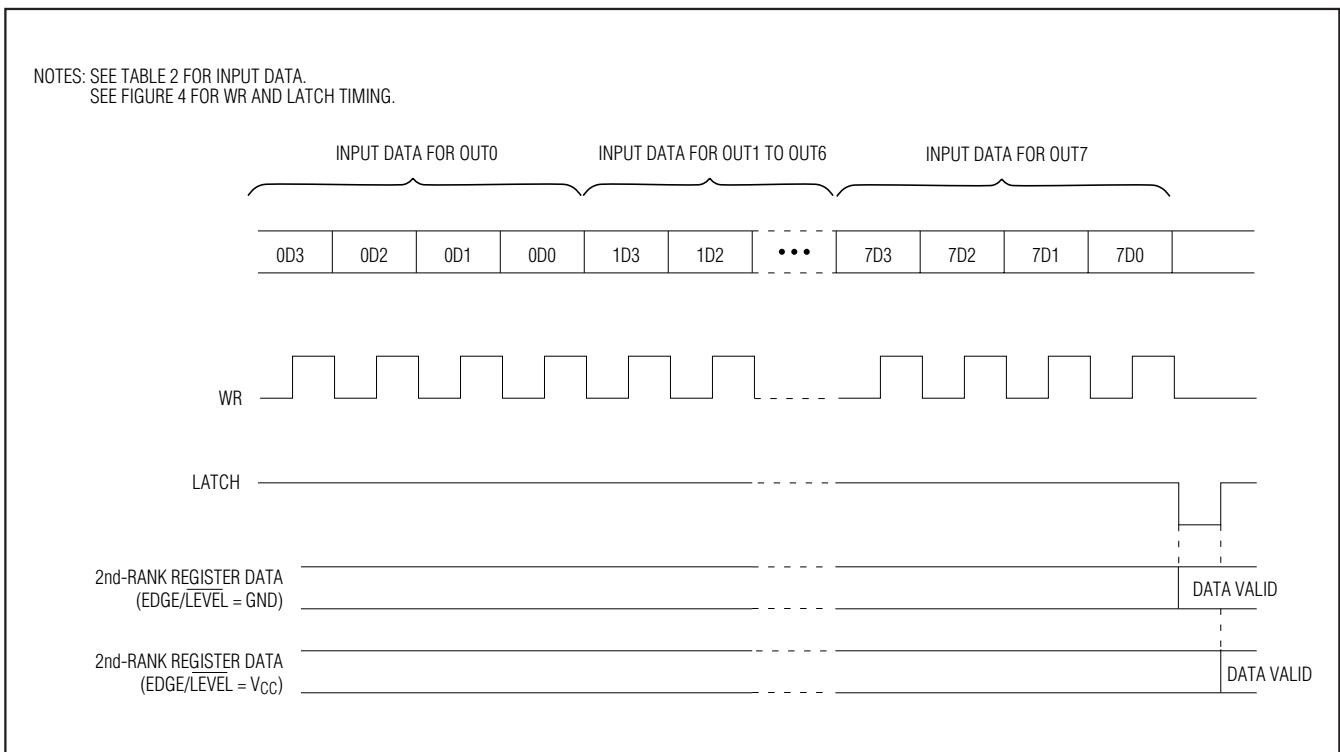 NOTES: SEE TABLE 2 FOR INPUT DATA.
SEE FIGURE 4 FOR WR AND LATCH TIMING.
INPUT DATA FOR OUT0 INPUT DATA FOR OUT1 TO OUT6 INPUT DATA FOR OUT7
0D3 0D2 0D1 0D0 1D3 1D2 ••• 7D3 7D2 7D1 7D0
WR
LATCH
2nd-RANK REGISTER DATA
(EDGE/LEVEL = GND)
DATA VALID
2nd-RANK REGISTER DATA
(EDGE/LEVEL = VCC)
DATA VALID